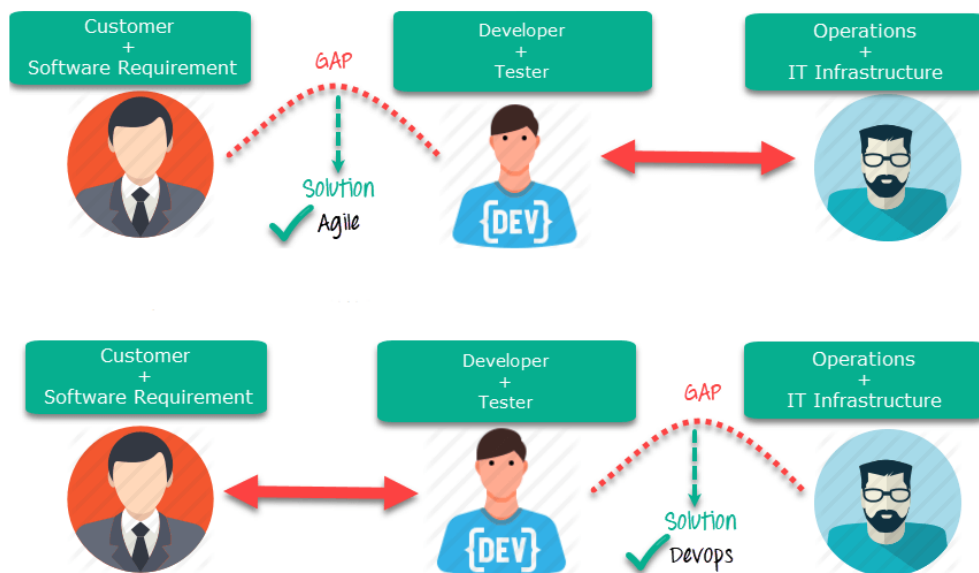 Customer
+
Software Requirement
GAP
Developer
+
Tester
Operations
+
IT Infrastructure
Solution
Agile
{DEV}
Customer
+
Software Requirement
Developer
+
Tester
GAP
Operations
+
IT Infrastructure
Solution
Devops
{DEV}